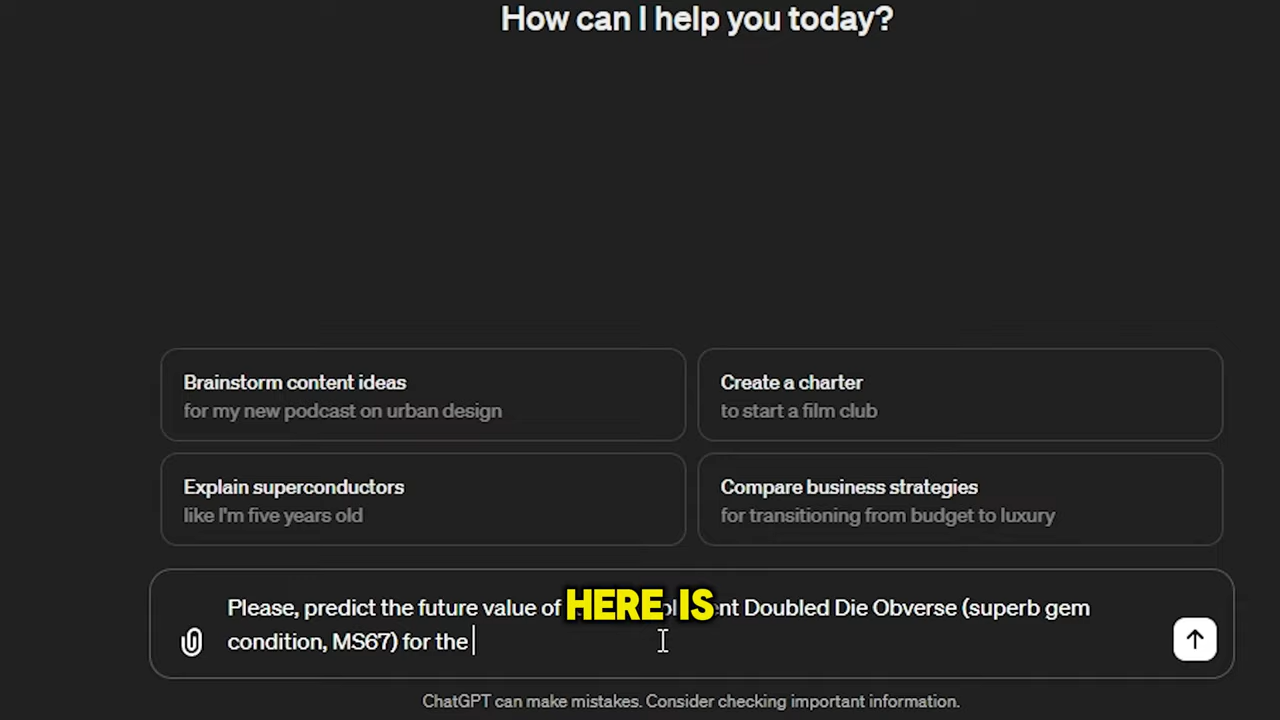 How can I help you today?
Brainstorm content ideas
for my new podcast on urban design
Create a charter
to start a film club
Explain superconductors
like I'm five years old
Compare business strategies
for transitioning from budget to luxury
Please, predict the future value of Doubled Die Obverse (superb gem
HERE IS
condition, MS67) for the
ChatGPT can make mistakes. Consider checking important information.